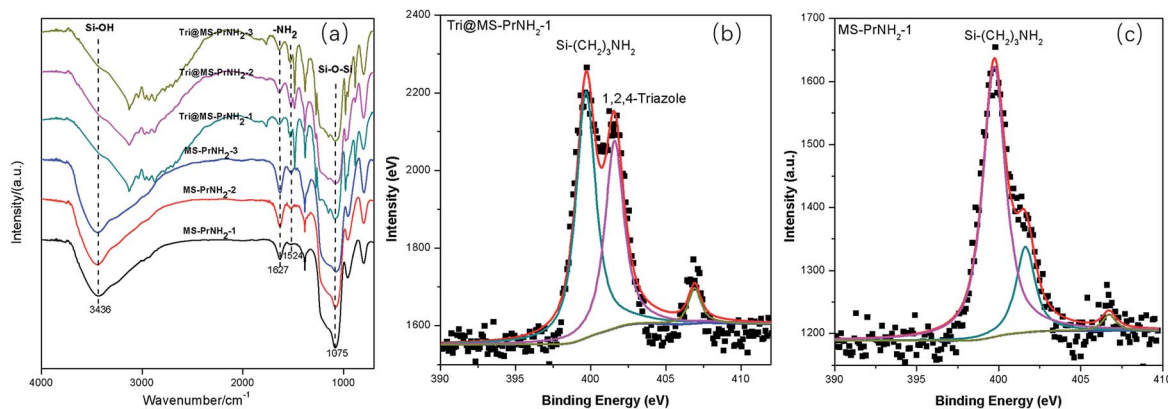 (a)
Si-OH
-NH2
Tri@MS-PrNH2-3
Si-O-Si
Tri@MS-PrNH2-2
Tri@MS-PrNH2-1
MS-PrNH2-3
MS-PrNH2-2
MS-PrNH2-1
3436
1627
1524
1075
Intensity/(a.u.)
4000 3000 2000 1000
Wavenumber/cm-1
Tri@MS-PrNH2-1
(b)
Si-(CH2)3NH2
1,2,4-Triazole
Intensity (eV)
2400
2200
2000
1800
1600
390 395 400 405 410
Binding Energy (eV)
MS-PrNH2-1
(c)
Si-(CH2)3NH2
Intensity (a.u.)
1700
1600
1500
1400
1300
1200
390 395 400 405 410
Binding Energy (eV)